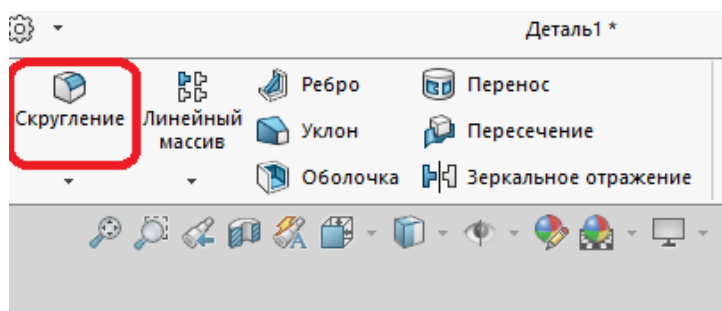 Деталь1 *
Скругление
Линейный
массив
Ребро
Уклон
Оболочка
Перенос
Пересечение
Зеркальное отражение